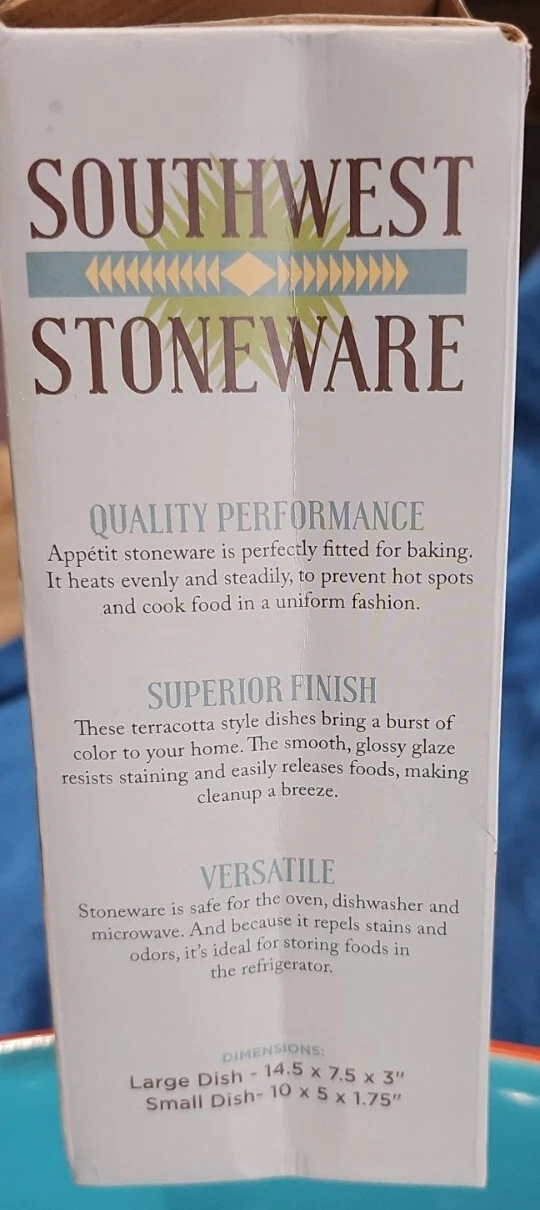 SOUTHWEST
STONEWARE
QUALITY PERFORMANCE
Appétit stoneware is perfectly fitted for baking.
It heats evenly and steadily, to prevent hot spots
and cook food in a uniform fashion.
SUPERIOR FINISH
These terracotta style dishes bring a burst of
color to your home. The smooth, glossy glaze
resists staining and easily releases foods, making
cleanup a breeze.
VERSATILE
Stoneware is safe for the oven, dishwasher and
microwave. And because it repels stains and
odors, it's ideal for storing foods in
the refrigerator.
DIMENSIONS:
Large Dish - 14.5 x 7.5 x 3"
Small Dish- 10 x 5 x 1.75"